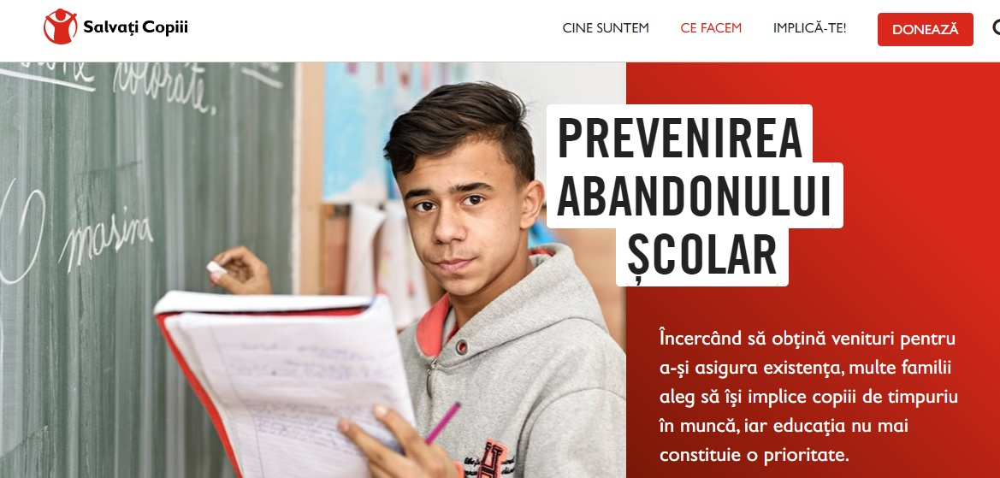 Salvați Copiii
CINE SUNTEM
CE FACEM
IMPLICĂ-TE!
DONEAZĂ
colorate.
O masina
PREVENIREA
ABANDONULUI
ȘCOLAR
Încercând să obțină venituri pentru
a-și asigura existența, multe familii
aleg să își implice copiii de timpuriu
în muncă, iar educația nu mai
constituie o prioritate.